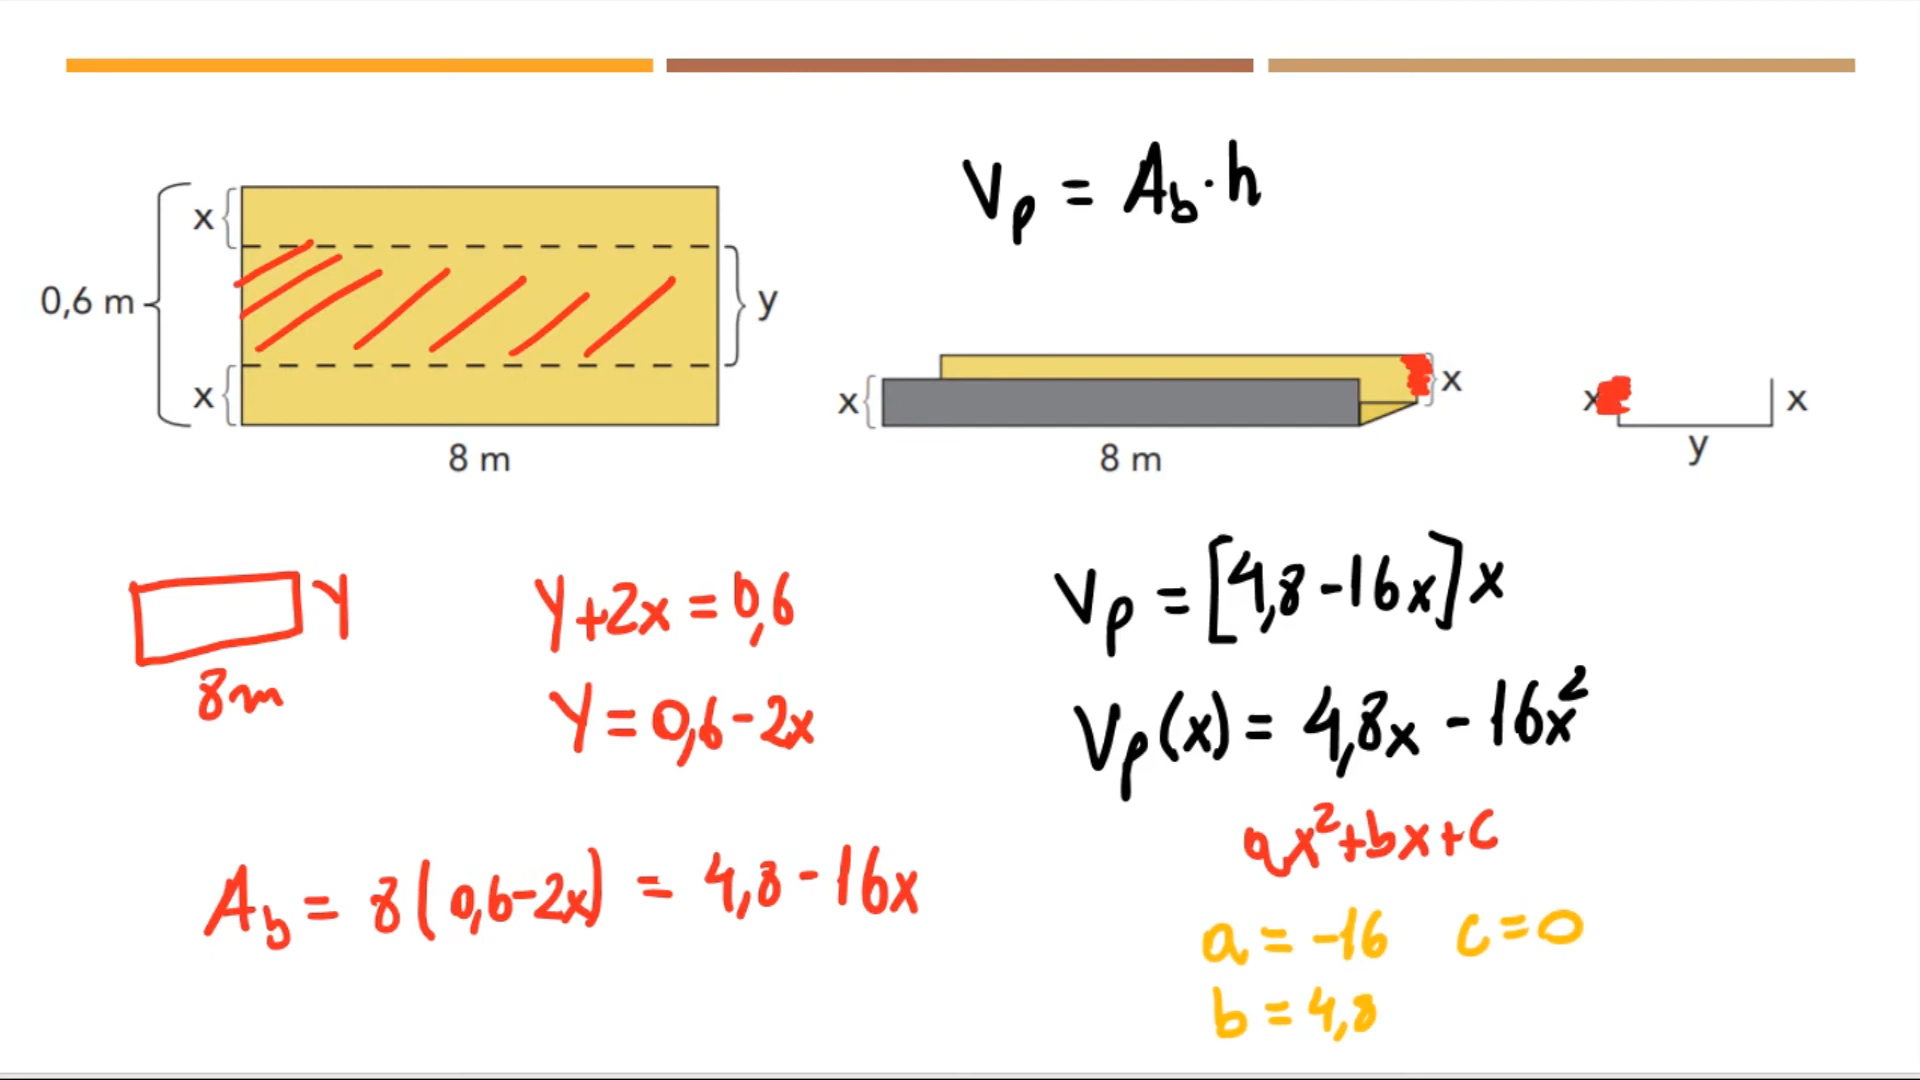 Vp = Ab·h
x
0,6 m
y
x
8 m
x
x
8 m
x
x
y
Y
8m
Y+2x = 0,6
Y = 0,6-2x
Ab = 8(0,6-2x) = 4,8-16x
Vp = [4,8-16x]x
Vp(x) = 4,8x - 16x²
ax²+bx+c
a = -16 c=0
b = 4,8